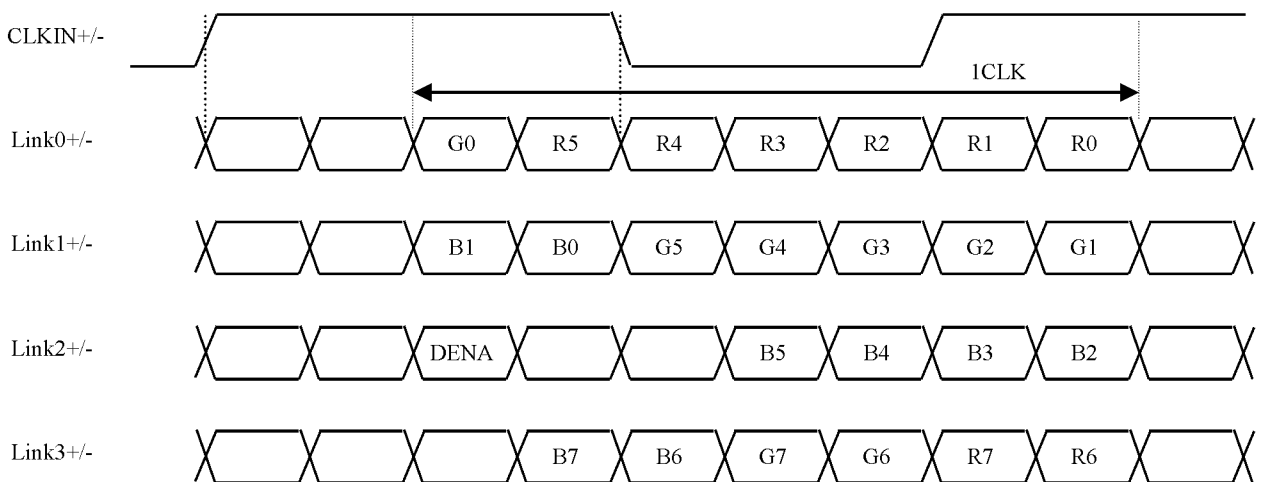 CLKIN+/-
1CLK
Link0+/- G0 R5 R4 R3 R2 R1 R0
Link1+/- B1 B0 G5 G4 G3 G2 G1
Link2+/- DENA B5 B4 B3 B2
Link3+/- B7 B6 G7 G6 R7 R6